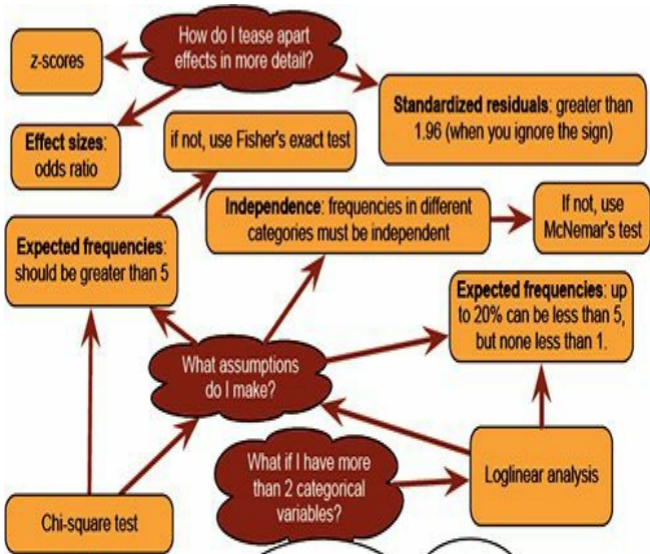 z-scores
How do I tease apart
effects in more detail?
Standardized residuals: greater than
1.96 (when you ignore the sign)
Effect sizes:
odds ratio
if not, use Fisher's exact test
Independence: frequencies in different
categories must be independent
If not, use
McNemar's test
Expected frequencies:
should be greater than 5
Expected frequencies: up
to 20% can be less than 5,
but none less than 1.
What assumptions
do I make?
What if I have more
than 2 categorical
variables?
Loglinear analysis
Chi-square test